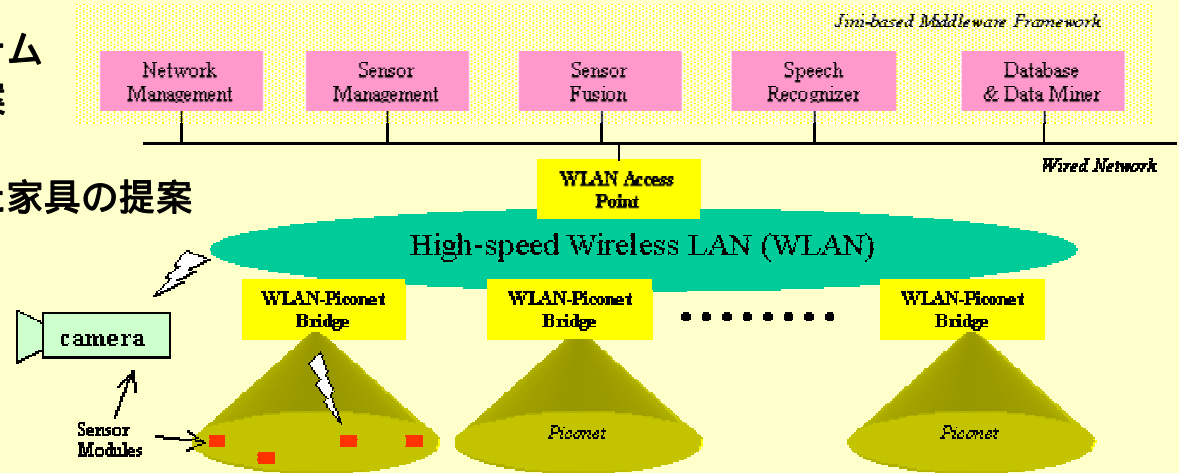 Jini-based Middleware Framework
ーム
案
Network
Management
Sensor
Management
Sensor
Fusion
Speech
Recognizer
Database
& Data Miner
Wired Network
WLAN Access
Point
家具の提案
High-speed Wireless LAN (WLAN)
WLAN-Piconet
Bridge
WLAN-Piconet
Bridge
WLAN-Piconet
Bridge
camera
Sensor
Modules
Piconet
Piconet